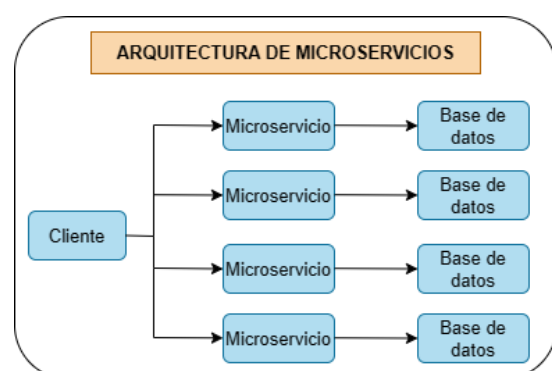 ARQUITECTURA DE MICROSERVICIOS
Microservicio
Base de
datos
Microservicio
Base de
datos
Cliente
Microservicio
Base de
datos
Microservicio
Base de
datos